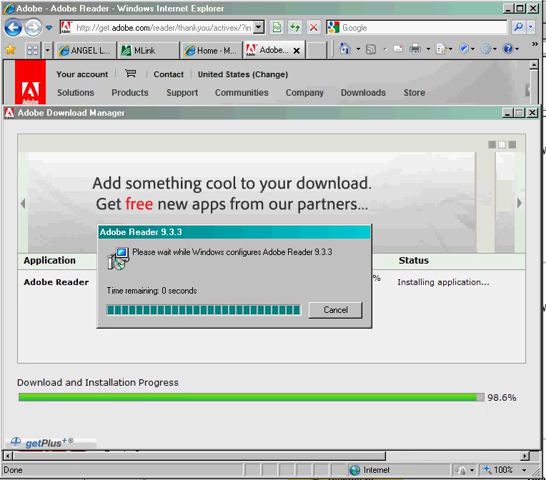 Adobe - Adobe Reader - Windows Internet Explorer
http://get.adobe.com/reader/thankyou/activex/?in
Google
ANGEL L...
MLink
Home - M...
Adobe...
Your account
Contact
United States (Change)
Solutions Products Support Communities Company Downloads Store
Adobe
Adobe Download Manager
Add something cool to your download.
Get free new apps from our partners...
Application
Status
Adobe Reader
%
Installing application...
Adobe Reader 9.3.3
Please wait while Windows configures Adobe Reader 9.3.3
Time remaining: 0 seconds
Cancel
Download and Installation Progress
98.6%
getPlus+®
Done
Internet
100%